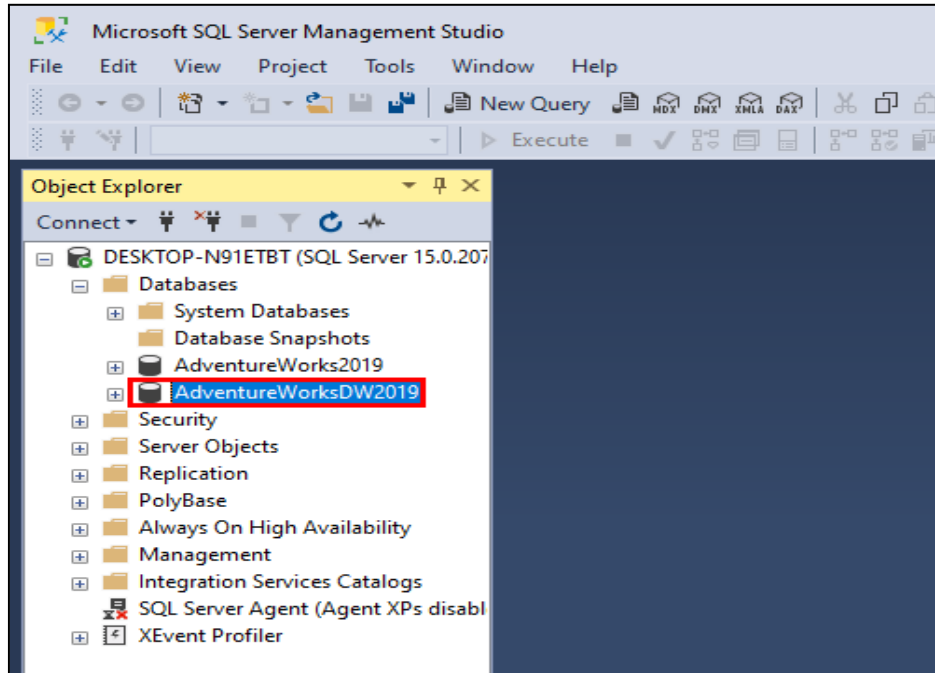 Microsoft SQL Server Management Studio
File Edit View Project Tools Window Help
New Query MDX DMX XMLA DAX
Execute
Object Explorer
Connect
DESKTOP-N91ETBT (SQL Server 15.0.207
Databases
System Databases
Database Snapshots
AdventureWorks2019
AdventureWorksDW2019
Security
Server Objects
Replication
PolyBase
Always On High Availability
Management
Integration Services Catalogs
SQL Server Agent (Agent XPs disabl
XEvent Profiler